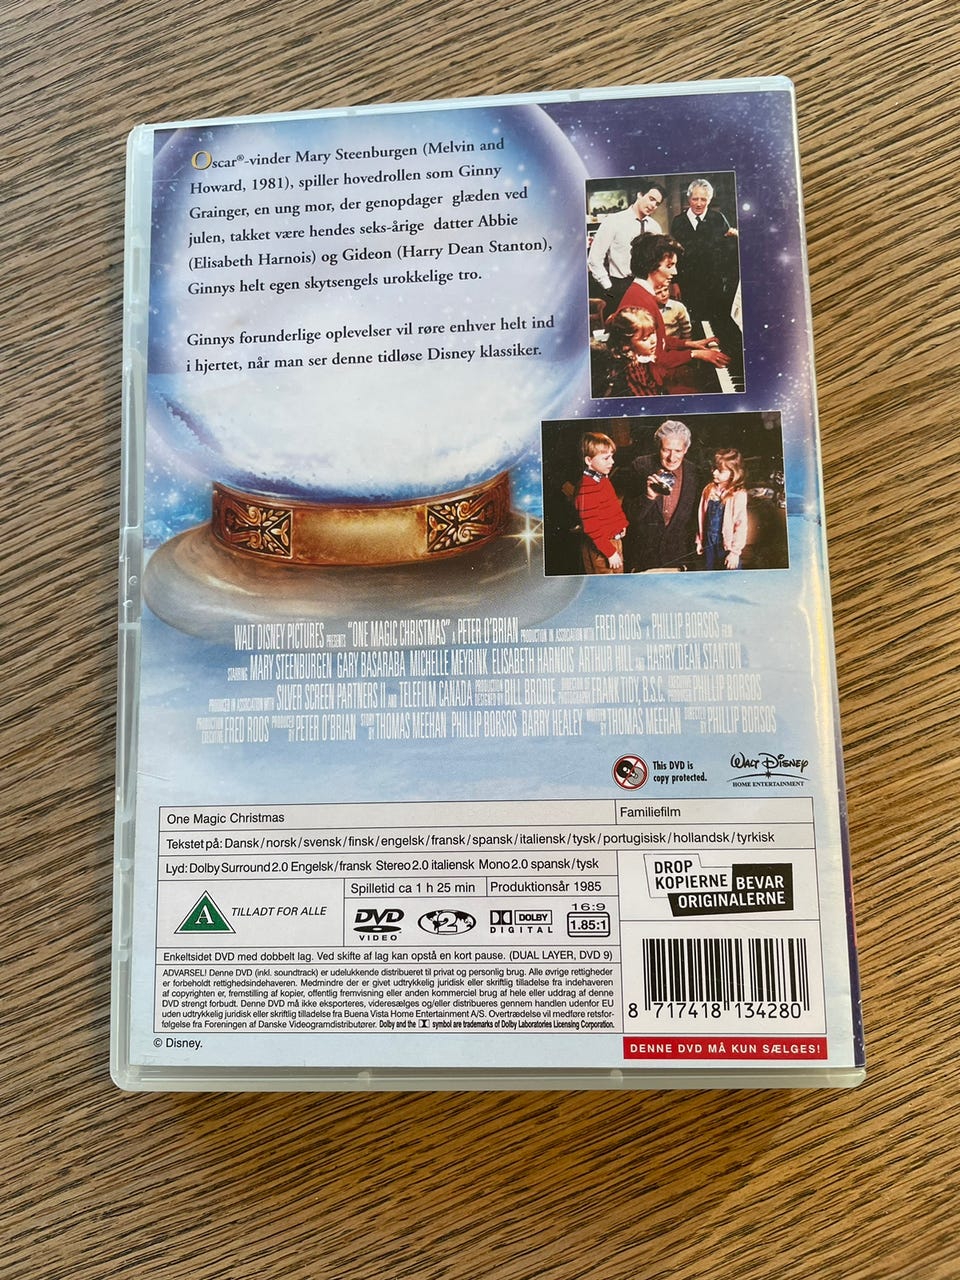 Oscar®-vinder Mary Steenburgen (Melvin and
Howard, 1981), spiller hovedrollen som Ginny
Grainger, en ung mor, der genopdager glæden ved
julen, takket være hendes seks-årige datter Abbie
(Elisabeth Harnois) og Gideon (Harry Dean Stanton),
Ginnys helt egen skytsengels urokkelige tro.
Ginnys forunderlige oplevelser vil røre enhver helt ind
i hjertet, når man ser denne tidløse Disney klassiker.
WALT DISNEY PICTURES PRESENTS "ONE MAGIC CHRISTMAS" A PETER O'BRIAN PRODUCTION IN ASSOCIATION WITH FRED ROOS A PHILLIP BORSOS FILM
STARRING MARY STEENBURGEN GARY BASARABA MICHELLE MEYRINK ELISABETH HARNOIS ARTHUR HILL AND HARRY DEAN STANTON
PRODUCED IN ASSOCIATION WITH SILVER SCREEN PARTNERS II AND TELEFILM CANADA PRODUCTION DESIGNED BY BILL BRODIE DIRECTOR OF PHOTOGRAPHY FRANK TIDY, B.S.C. PHILLIP BORSOS
EXECUTIVE PRODUCTION FRED ROOS PRODUCED BY PETER O'BRIAN STORY BY THOMAS MEEHAN PHILLIP BORSOS BARRY HEALEY WRITTEN BY THOMAS MEEHAN DIRECTED BY PHILLIP BORSOS
This DVD is
copy protected.
Walt Disney
HOME ENTERTAINMENT
One Magic Christmas
Familiefilm
Tekstet på: Dansk/norsk/svensk/finsk/engelsk/fransk/spansk/italiensk/tysk/portugisisk/hollandsk/tyrkisk
Lyd: Dolby Surround 2.0 Engelsk/fransk Stereo 2.0 italiensk Mono 2.0 spansk/tysk
Spilletid ca 1 h 25 min
Produktionsår 1985
A
TILLADT FOR ALLE
DVD
VIDEO
2
DOLBY
DIGITAL
16:9
1.85:1
DROP
KOPIERNE
BEVAR
ORIGINALERNE
Enkeltsidet DVD med dobbelt lag. Ved skifte af lag kan opstå en kort pause. (DUAL LAYER, DVD 9)
ADVARSEL! Denne DVD (inkl. soundtrack) er udelukkende distribueret til privat og personlig brug. Alle øvrige rettigheder
er forbeholdt rettighedsindehaveren. Medmindre der er givet udtrykkelig juridisk eller skriftlig tilladelse fra indehaveren
af copyrighten er, fremstilling af kopier, offentlig fremvisning eller anden kommerciel brug af hele eller uddrag af denne
DVD strengt forbudt. Denne DVD må ikke eksporteres, videresælges og/eller distribueres gennem handlen udenfor EU
uden udtrykkelig juridisk eller skriftlig tilladelse fra Buena Vista Home Entertainment A/S. Overtrædelse vil medføre retsfor-
følgelse fra Foreningen af Danske Videogramdistributører. Dolby and the symbol are trademarks of Dolby Laboratories Licensing Corporation.
8 717418 134280
© Disney.
DENNE DVD MÅ KUN SÆLGES!